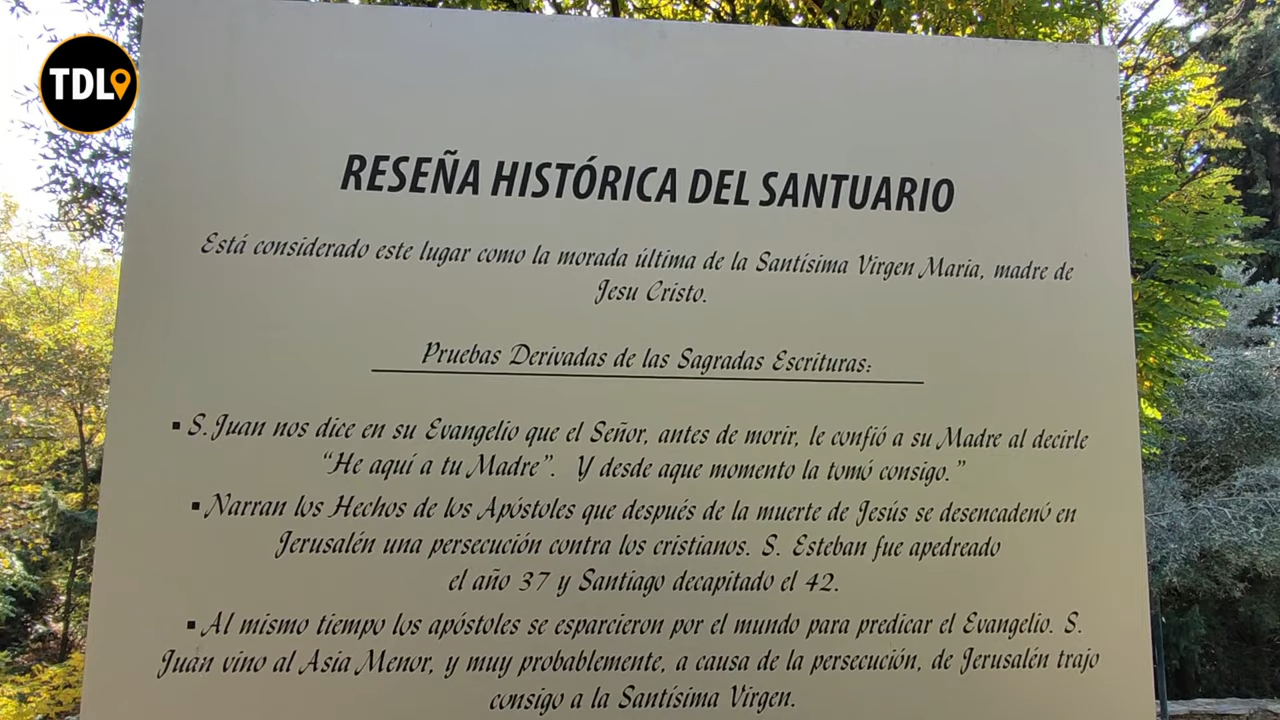 TDL
RESEÑA HISTÓRICA DEL SANTUARIO
Está considerado este lugar como la morada última de la Santísima Virgen Maria, madre de
Jesu Cristo.
Pruebas Derivadas de las Sagradas Escrituras:
▪ S.Juan nos dice en su Evangelio que el Señor, antes de morir, le confió a su Madre al decirle
“He aquí a tu Madre”. Y desde aque momento la tomó consigo.”
▪ Narran los Hechos de los Apóstoles que después de la muerte de Jesús se desencadenó en
Jerusalén una persecución contra los cristianos. S. Esteban fue apedreado
el año 37 y Santiago decapitado el 42.
▪ Al mismo tiempo los apóstoles se esparcieron por el mundo para predicar el Evangelio. S.
Juan vino al Asia Menor, y muy probablemente, a causa de la persecución, de Jerusalén trajo
consigo a la Santísima Virgen.